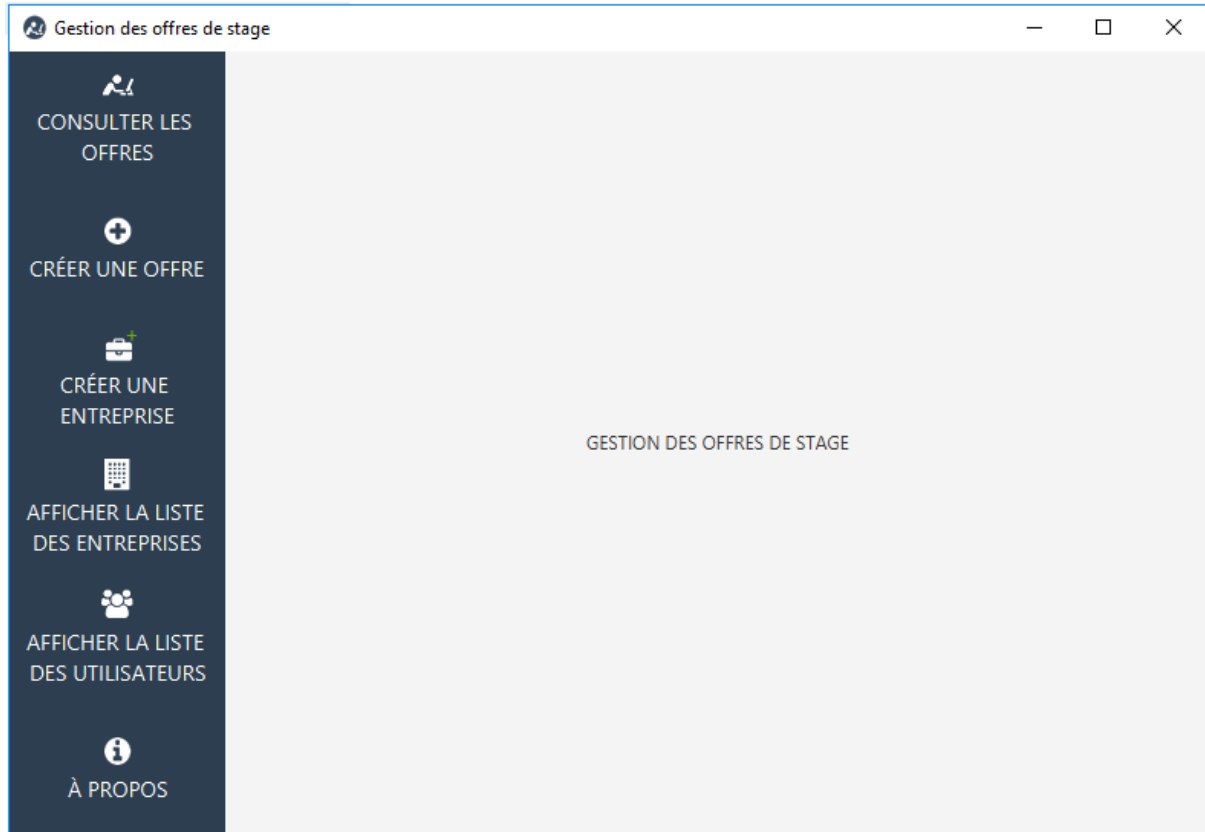 Gestion des offres de stage
CONSULTER LES
OFFRES
CRÉER UNE OFFRE
CRÉER UNE
ENTREPRISE
AFFICHER LA LISTE
DES ENTREPRISES
AFFICHER LA LISTE
DES UTILISATEURS
À PROPOS
GESTION DES OFFRES DE STAGE